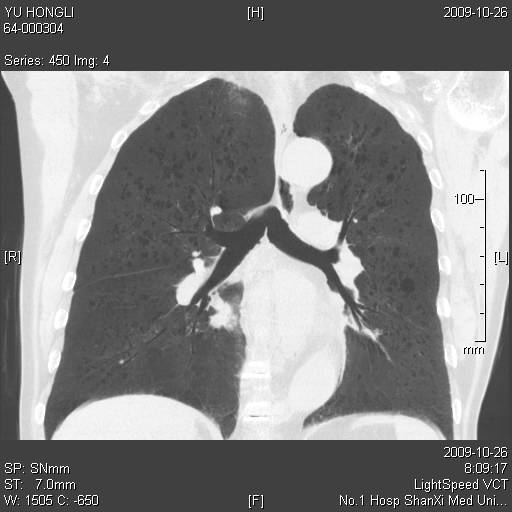 YU HONGLI [H] 2009-10-26
64-000304
Series: 450 Img: 4
100
[R] [L]
mm
2009-10-26
SP: SNmm 8:09:17
ST: 7.0mm LightSpeed VCT
W: 1505 C: -650 [F] No.1 Hosp ShanXi Med Uni...